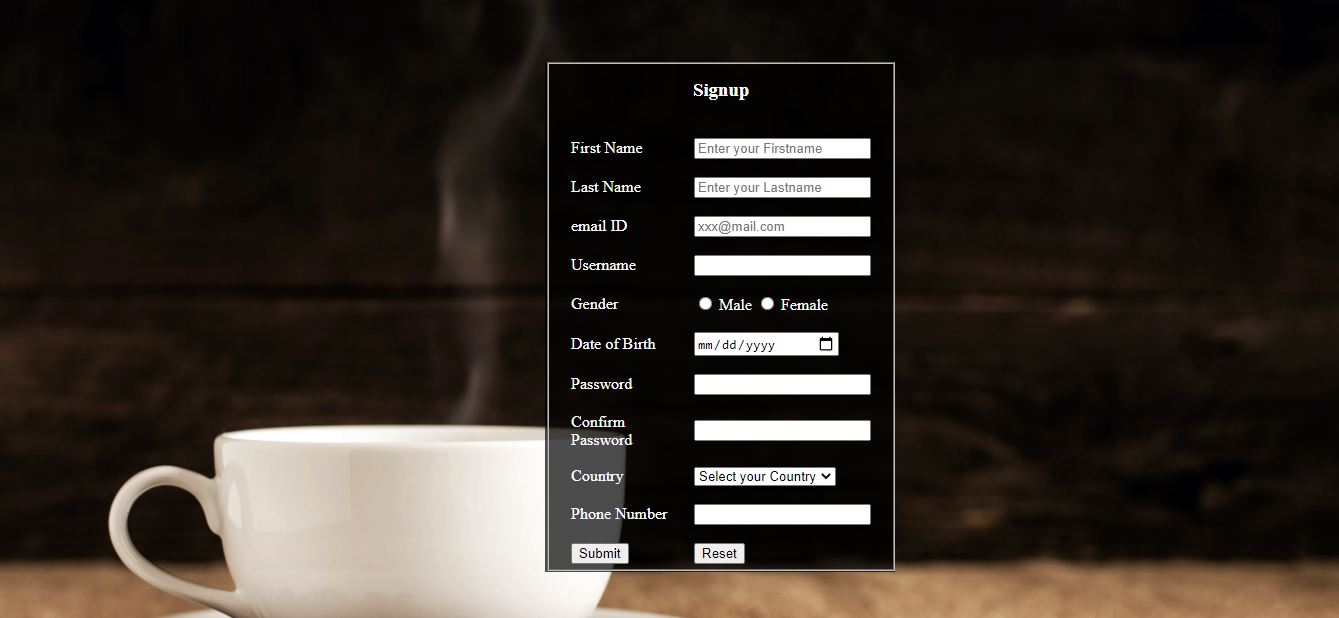 Signup
First Name Enter your Firstname
Last Name Enter your Lastname
email ID xxx@mail.com
Username
Gender Male Female
Date of Birth mm/dd/yyyy
Password
Confirm
Password
Country Select your Country
Phone Number
Submit Reset